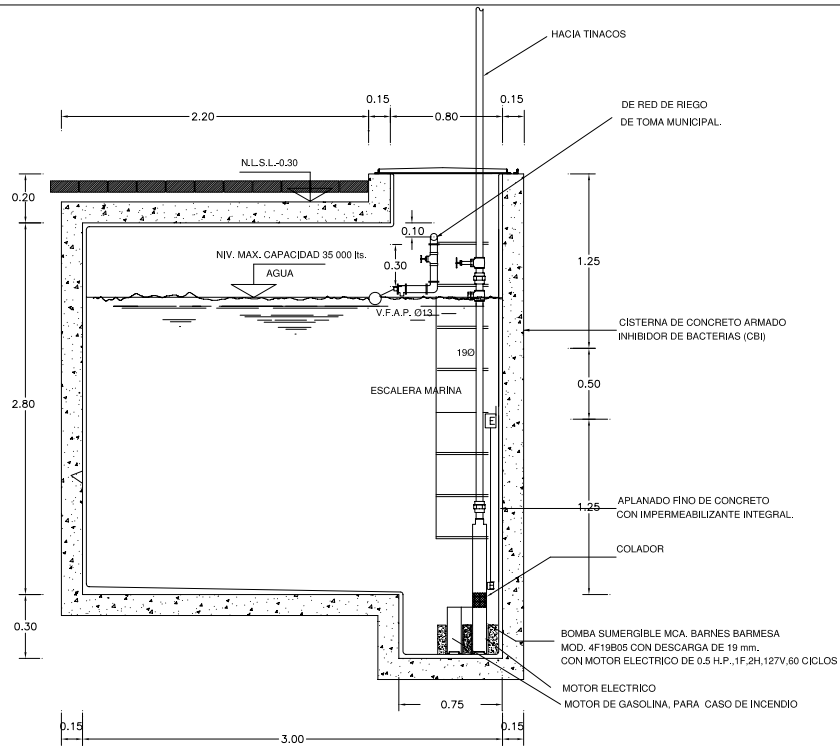 HACIA TINACOS
0.15
0.15
2.20
0.80
DE RED DE RIEGO
DE TOMA MUNICIPAL.
N.L.S.L.-0.30
0.20
0.10
1.25
NIV. MAX. CAPACIDAD 35 000 lts.
0.30
AGUA
V.F.A.P. Ø13
CISTERNA DE CONCRETO ARMADO
INHIBIDOR DE BACTERIAS (CBI)
19Ø
0.50
ESCALERA MARINA
2.80
E
APLANADO FINO DE CONCRETO
1.25
CON IMPERMEABILIZANTE INTEGRAL.
COLADOR
E
0.30
BOMBA SUMERGIBLE MCA. BARNES BARMESA
MOD. 4F19B05 CON DESCARGA DE 19 mm.
CON MOTOR ELECTRICO DE 0.5 H.P.,1F,2H,127V,60 CICLOS
MOTOR ELECTRICO
0.75
MOTOR DE GASOLINA, PARA CASO DE INCENDIO
0.15
3.00
0.15